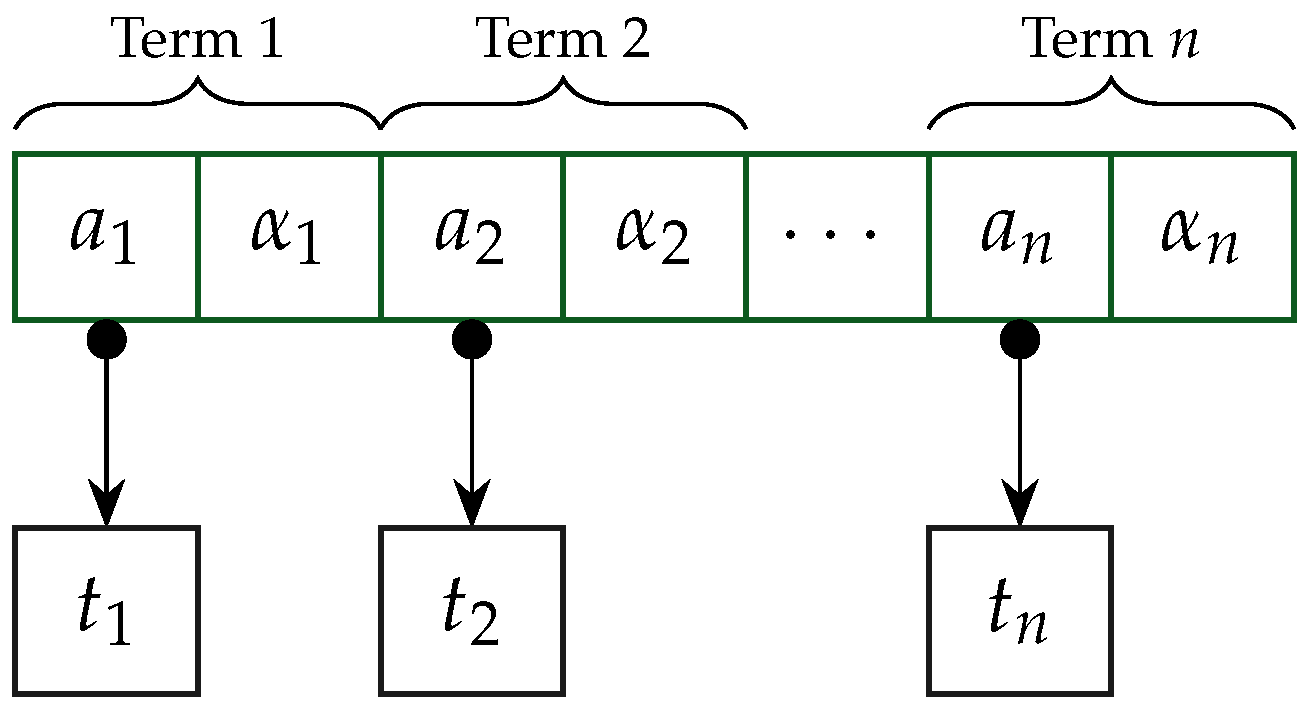 Term 1 Term 2 Term n
a₁ α₁ a₂ α₂ ··· aₙ αₙ
t₁ t₂ tₙ